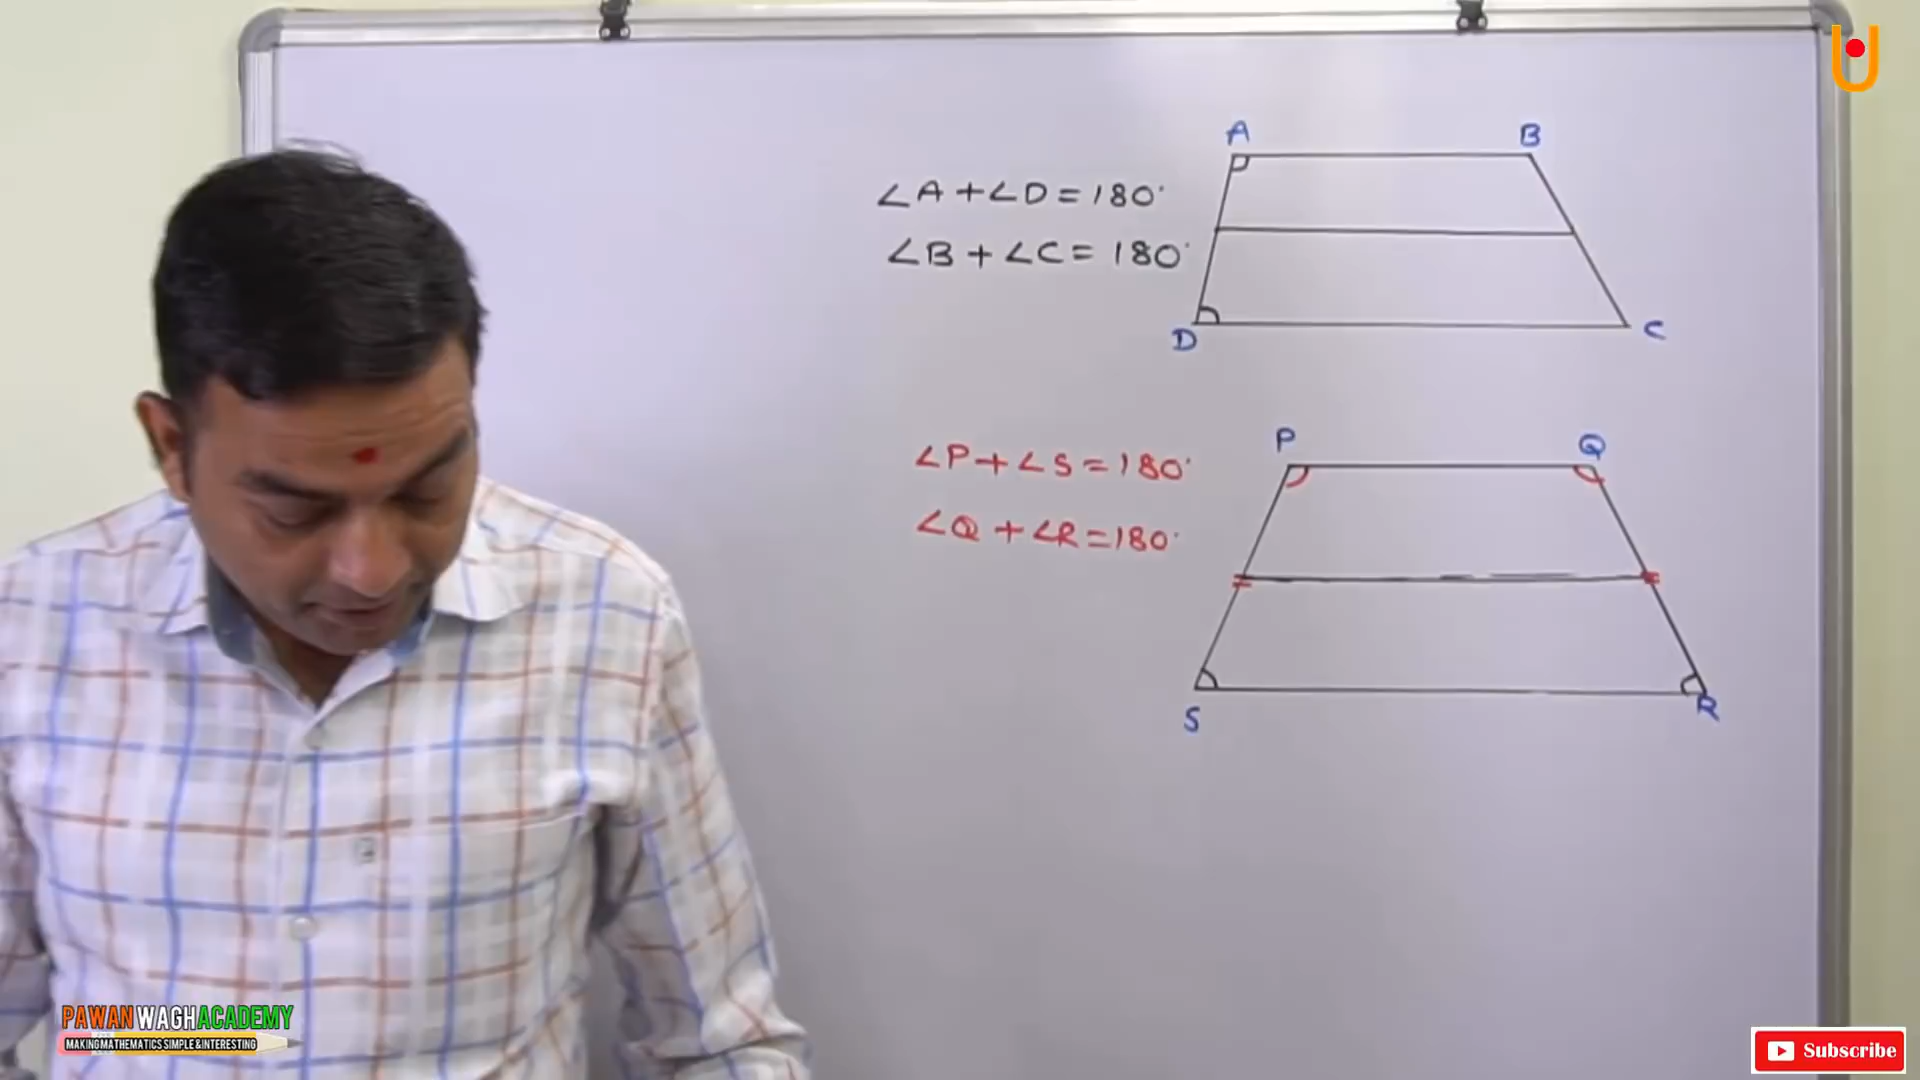 A B
∠A+∠D=180°
∠B+∠C=180°
D C
P Q
∠P+∠S=180°
∠Q+∠R=180°
S R
PAWAN WAGH ACADEMY
MAKING MATHEMATICS SIMPLE & INTERESTING
Subscribe